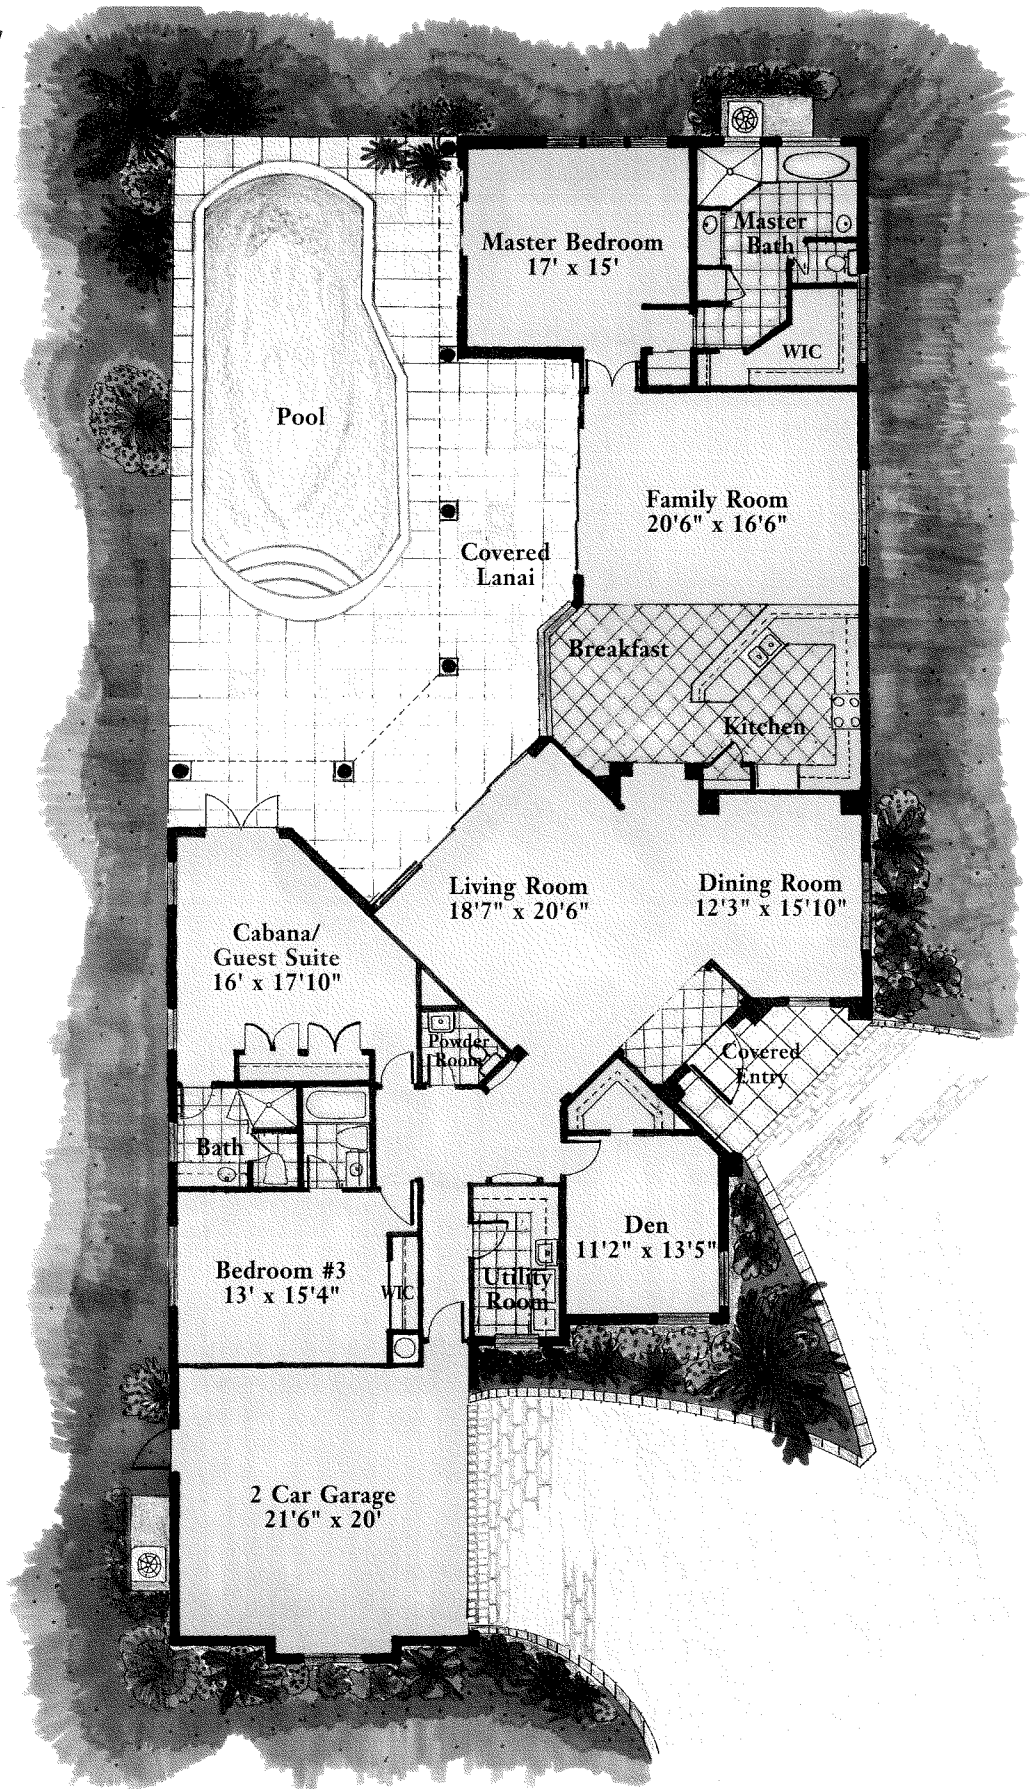 Master Bedroom
17' x 15'
Master
Bath
WIC
Pool
Family Room
20'6" x 16'6"
Covered
Lanai
Breakfast
Kitchen
Living Room
18'7" x 20'6"
Dining Room
12'3" x 15'10"
Cabana/
Guest Suite
16' x 17'10"
Powder
Room
Covered
Entry
Bath
Den
11'2" x 13'5"
Bedroom #3
13' x 15'4"
WIC
Utility
Room
2 Car Garage
21'6" x 20'